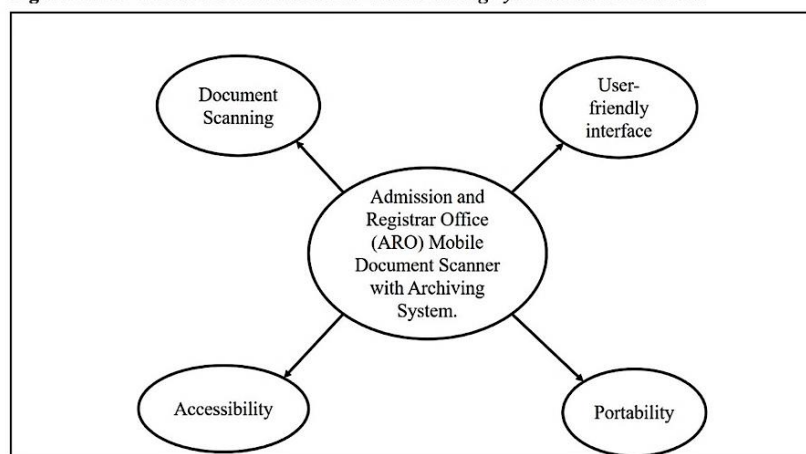 Document
Scanning
User-
friendly
interface
Admission and
Registrar Office
(ARO) Mobile
Document Scanner
with Archiving
System.
Accessibility
Portability